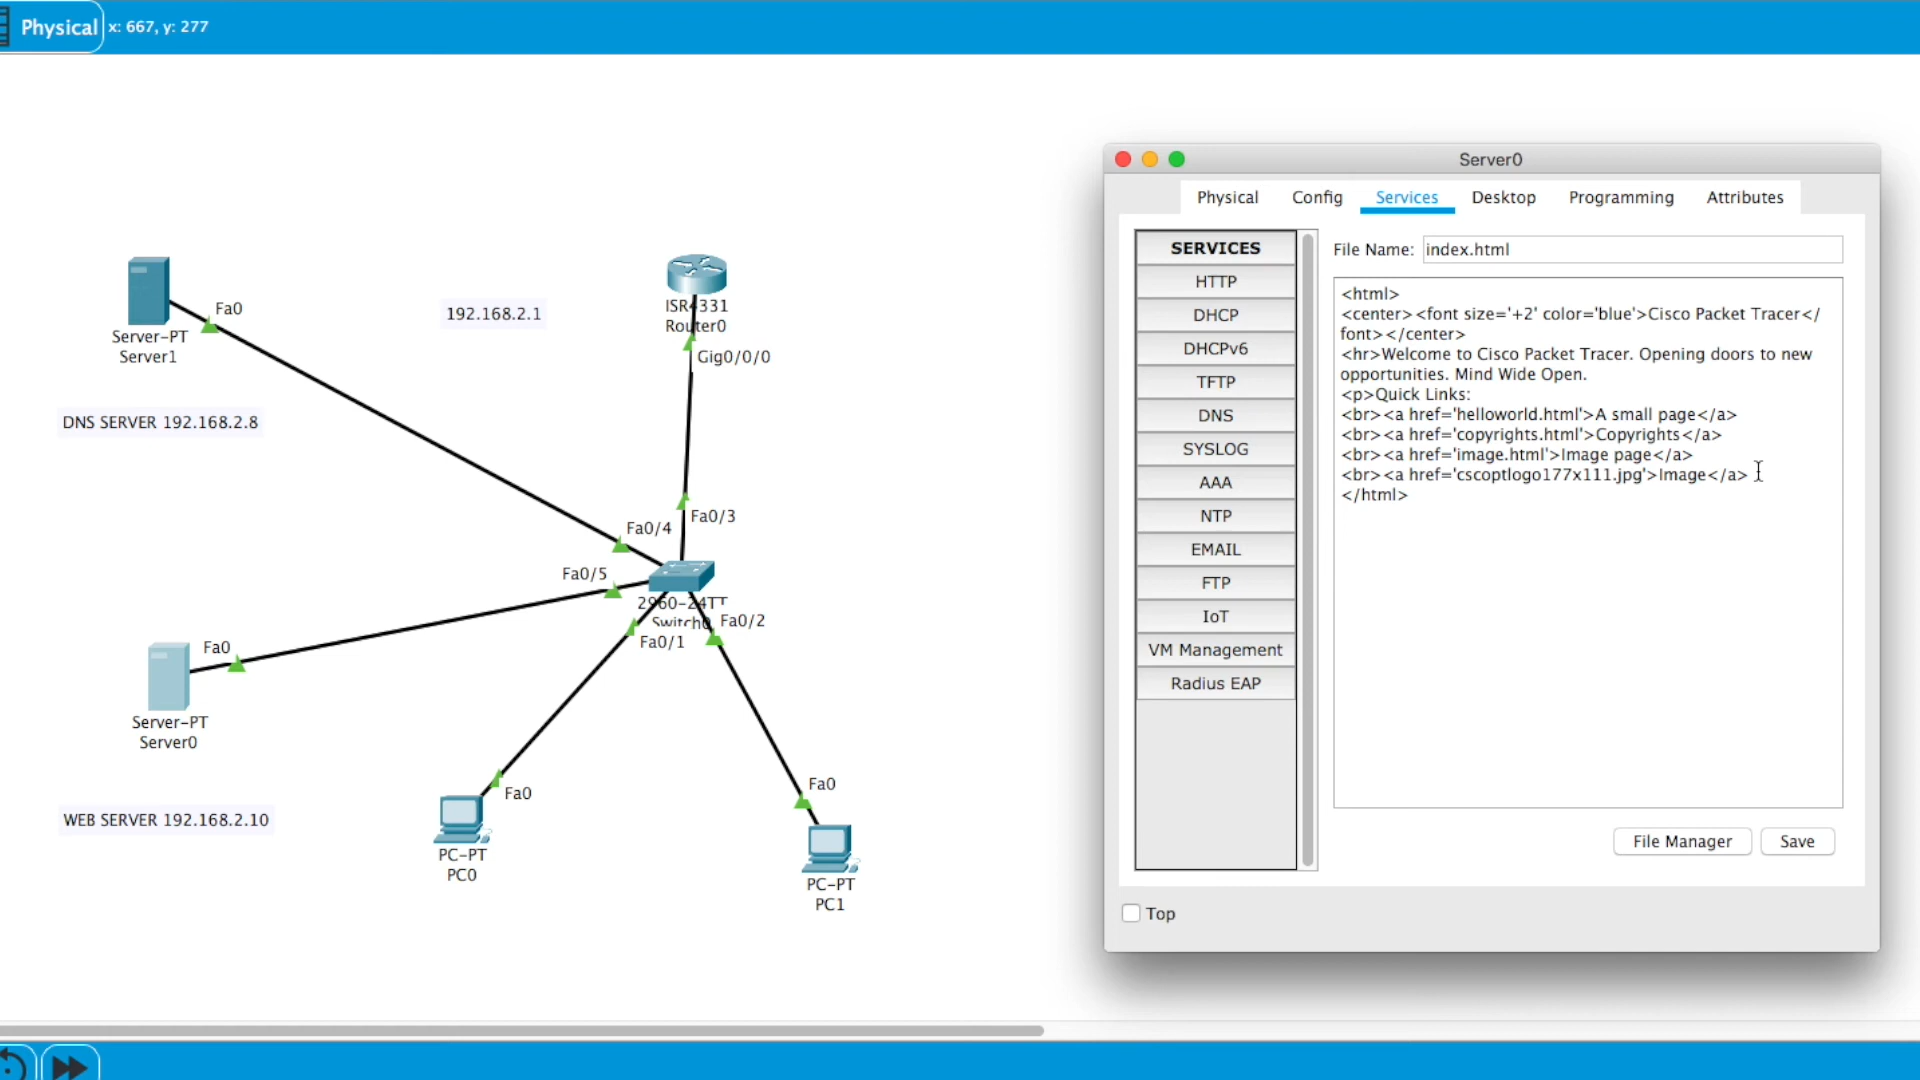 Physical x: 667, y: 277
Server0
Physical Config Services Desktop Programming Attributes
SERVICES
HTTP
DHCP
DHCPv6
TFTP
DNS
SYSLOG
AAA
NTP
EMAIL
FTP
IoT
VM Management
Radius EAP
File Name: index.html
<html>
<center><font size='+2' color='blue'>Cisco Packet Tracer</
font></center>
<hr>Welcome to Cisco Packet Tracer. Opening doors to new
opportunities. Mind Wide Open.
<p>Quick Links:
<br><a href='helloworld.html'>A small page</a>
<br><a href='copyrights.html'>Copyrights</a>
<br><a href='image.html'>Image page</a>
<br><a href='cscoptlogo177x111.jpg'>Image</a>
</html>
File Manager Save
Top
Fa0
Server-PT
Server1
DNS SERVER 192.168.2.8
192.168.2.1
ISR4331
Router0
Gig0/0/0
Fa0/3
Fa0/4
Fa0/5
2960-24TT
Switch0
Fa0/2
Fa0/1
Fa0
Server-PT
Server0
WEB SERVER 192.168.2.10
Fa0
PC-PT
PC0
Fa0
PC-PT
PC1